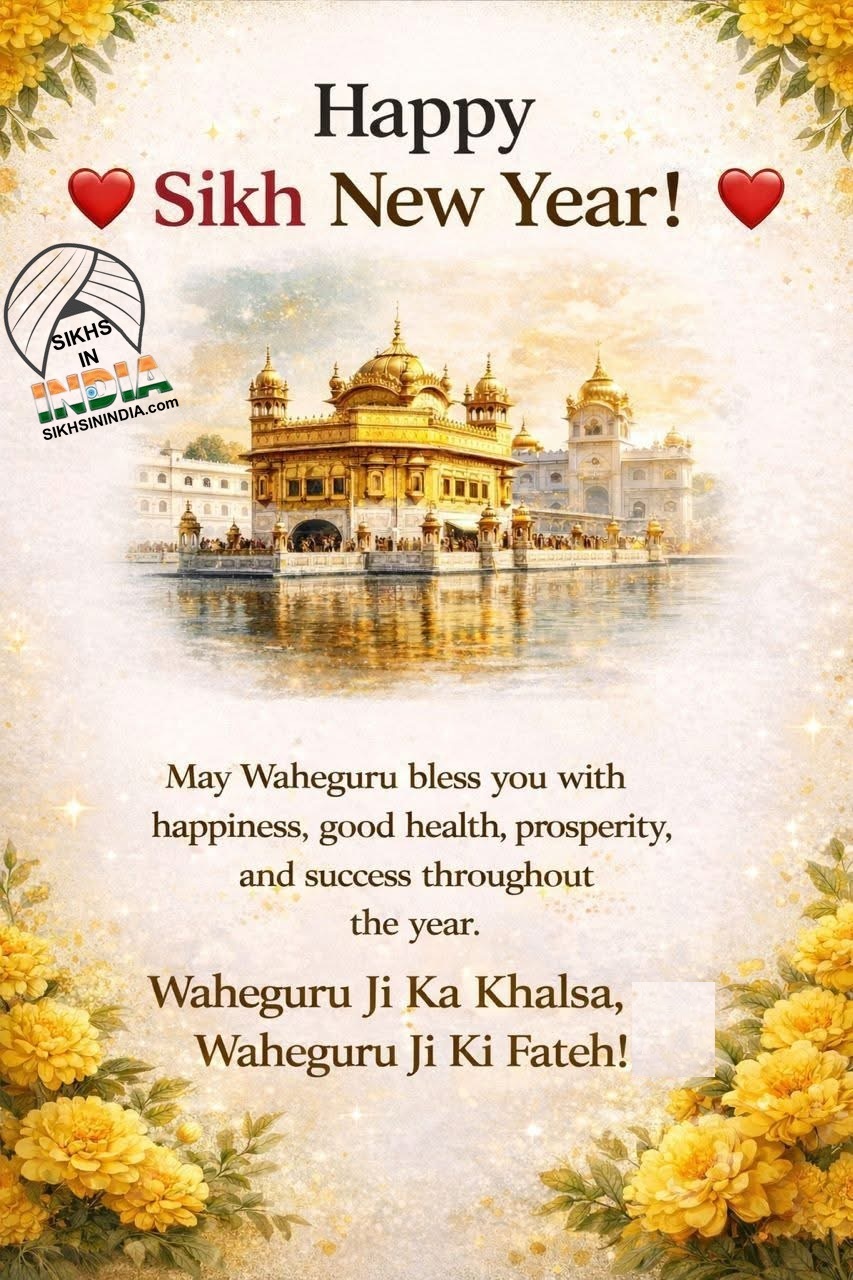 Happy
Sikh New Year!
SIKHS
IN
INDIA
SIKHSININDIA.com
May Waheguru bless you with
happiness, good health, prosperity,
and success throughout
the year.
Waheguru Ji Ka Khalsa,
Waheguru Ji Ki Fateh!